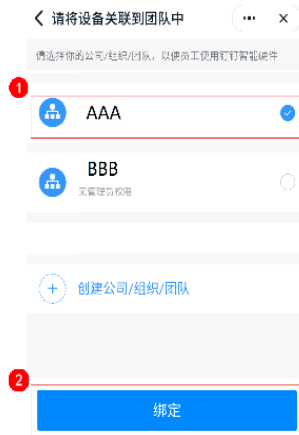 请将设备关联到团队中
请选择你的公司/组织/团队，以便员工使用钉钉智能硬件
1
AAA
BBB
无管理员权限
创建公司/组织/团队
2
绑定